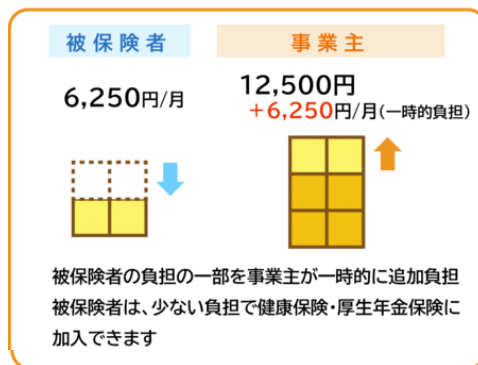 被保険者
事業主
6,250円/月
12,500円
+6,250円/月(一時的負担)
被保険者の負担の一部を事業主が一時的に追加負担
被保険者は、少ない負担で健康保険・厚生年金保険に
加入できます